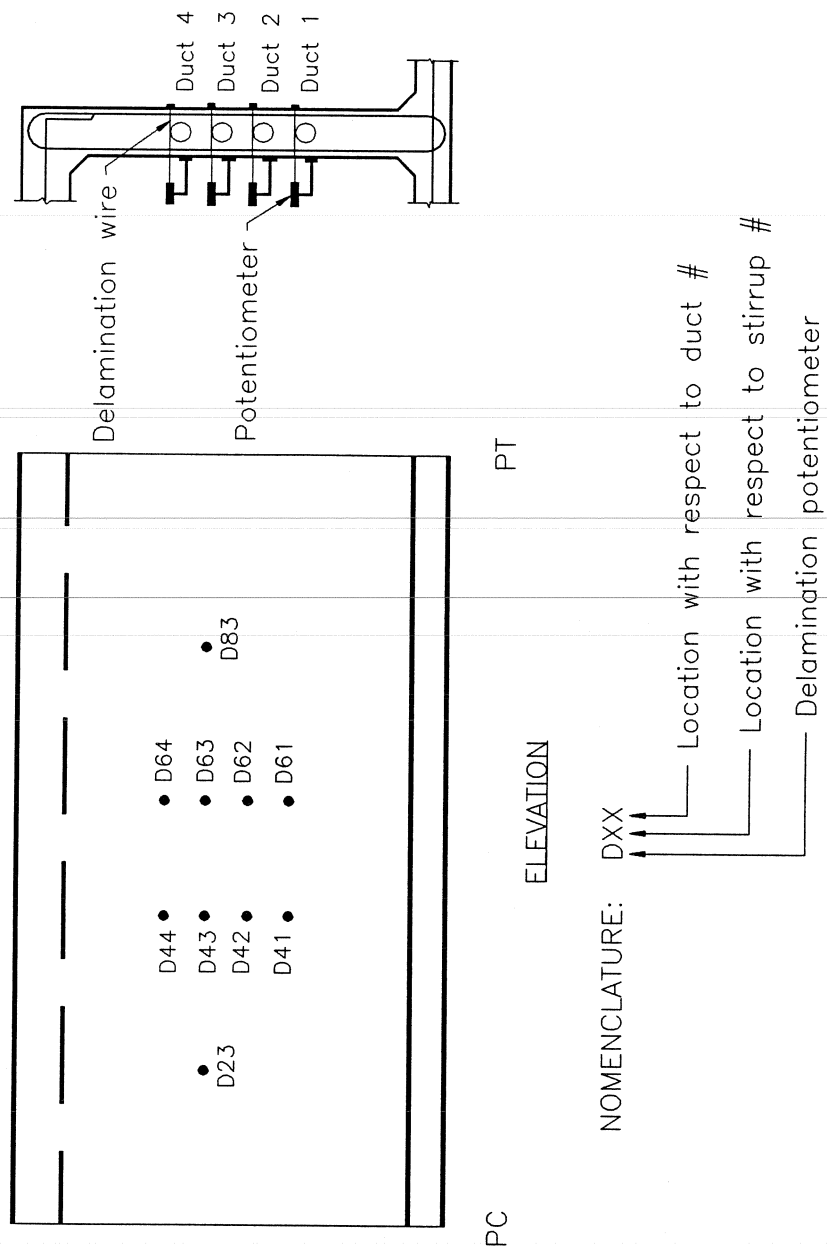 Duct 4
Duct 3
Duct 2
Duct 1
Delamination wire
Potentiometer
D44
D43
D42
D41
D64
D63
D62
D61
D23
D83
PC
PT
ELEVATION
NOMENCLATURE: DXX
Location with respect to duct #
Location with respect to stirrup #
Delamination potentiometer